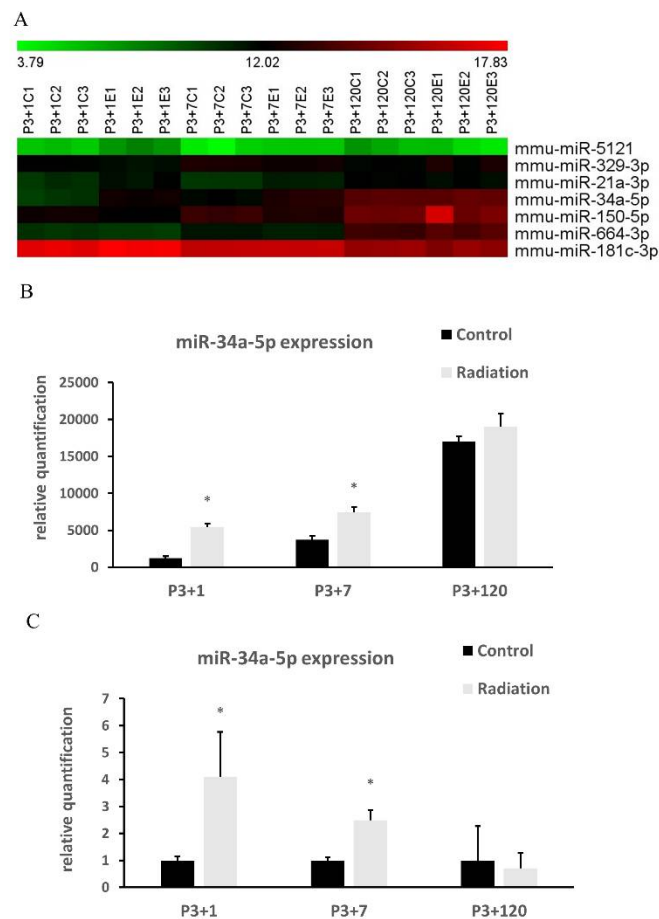 A
3.79 12.02 17.83
P3+1C1 P3+1C2 P3+1C3 P3+1E1 P3+1E2 P3+1E3 P3+7C1 P3+7C2 P3+7C3 P3+7E1 P3+7E2 P3+7E3 P3+120C1 P3+120C2 P3+120C3 P3+120E1 P3+120E2 P3+120E3
mmu-miR-5121
mmu-miR-329-3p
mmu-miR-21a-3p
mmu-miR-34a-5p
mmu-miR-150-5p
mmu-miR-664-3p
mmu-miR-181c-3p
B
miR-34a-5p expression
Control
Radiation
relative quantification
25000
20000
15000
10000
5000
0
*
*
P3+1 P3+7 P3+120
C
miR-34a-5p expression
Control
Radiation
relative quantification
7
6
5
4
3
2
1
0
*
*
P3+1 P3+7 P3+120